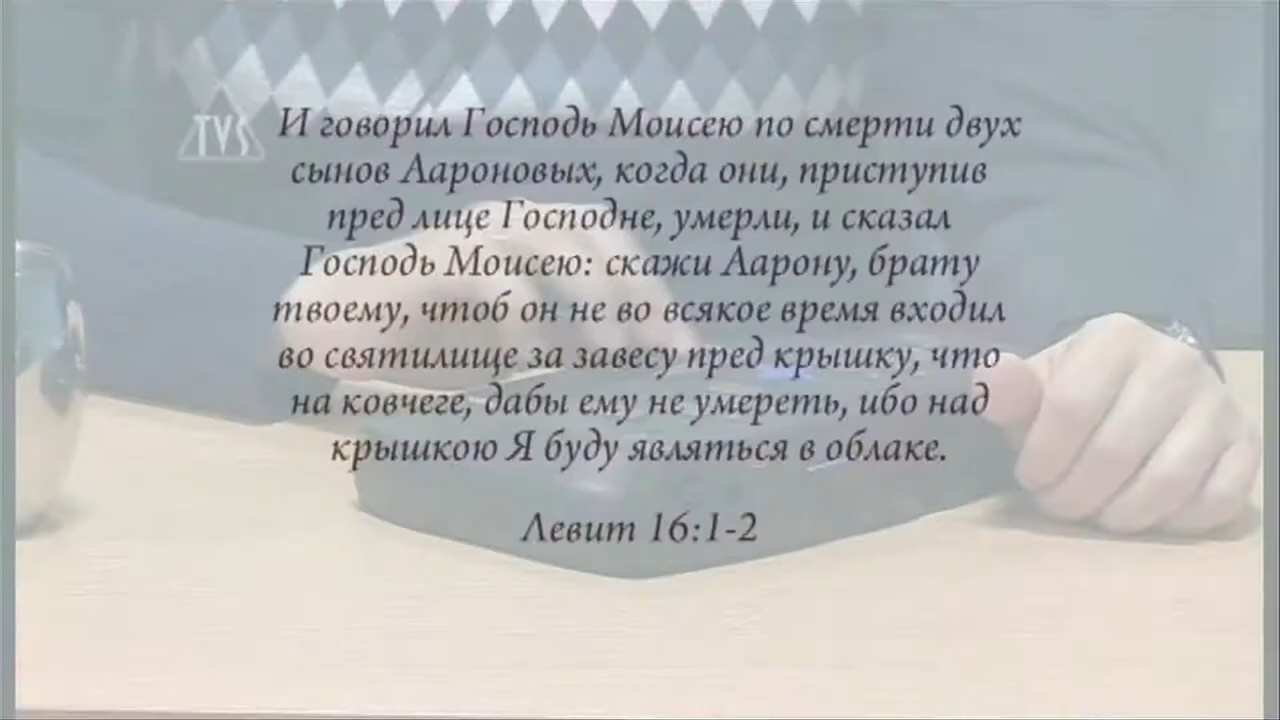 TVS
И говорил Господь Моисею по смерти двух
сынов Аароновых, когда они, приступив
пред лице Господне, умерли, и сказал
Господь Моисею: скажи Аарону, брату
твоему, чтоб он не во всякое время входил
во святилище за завесу пред крышку, что
на ковчеге, дабы ему не умереть, ибо над
крышкою Я буду являться в облаке.
Левит 16:1-2